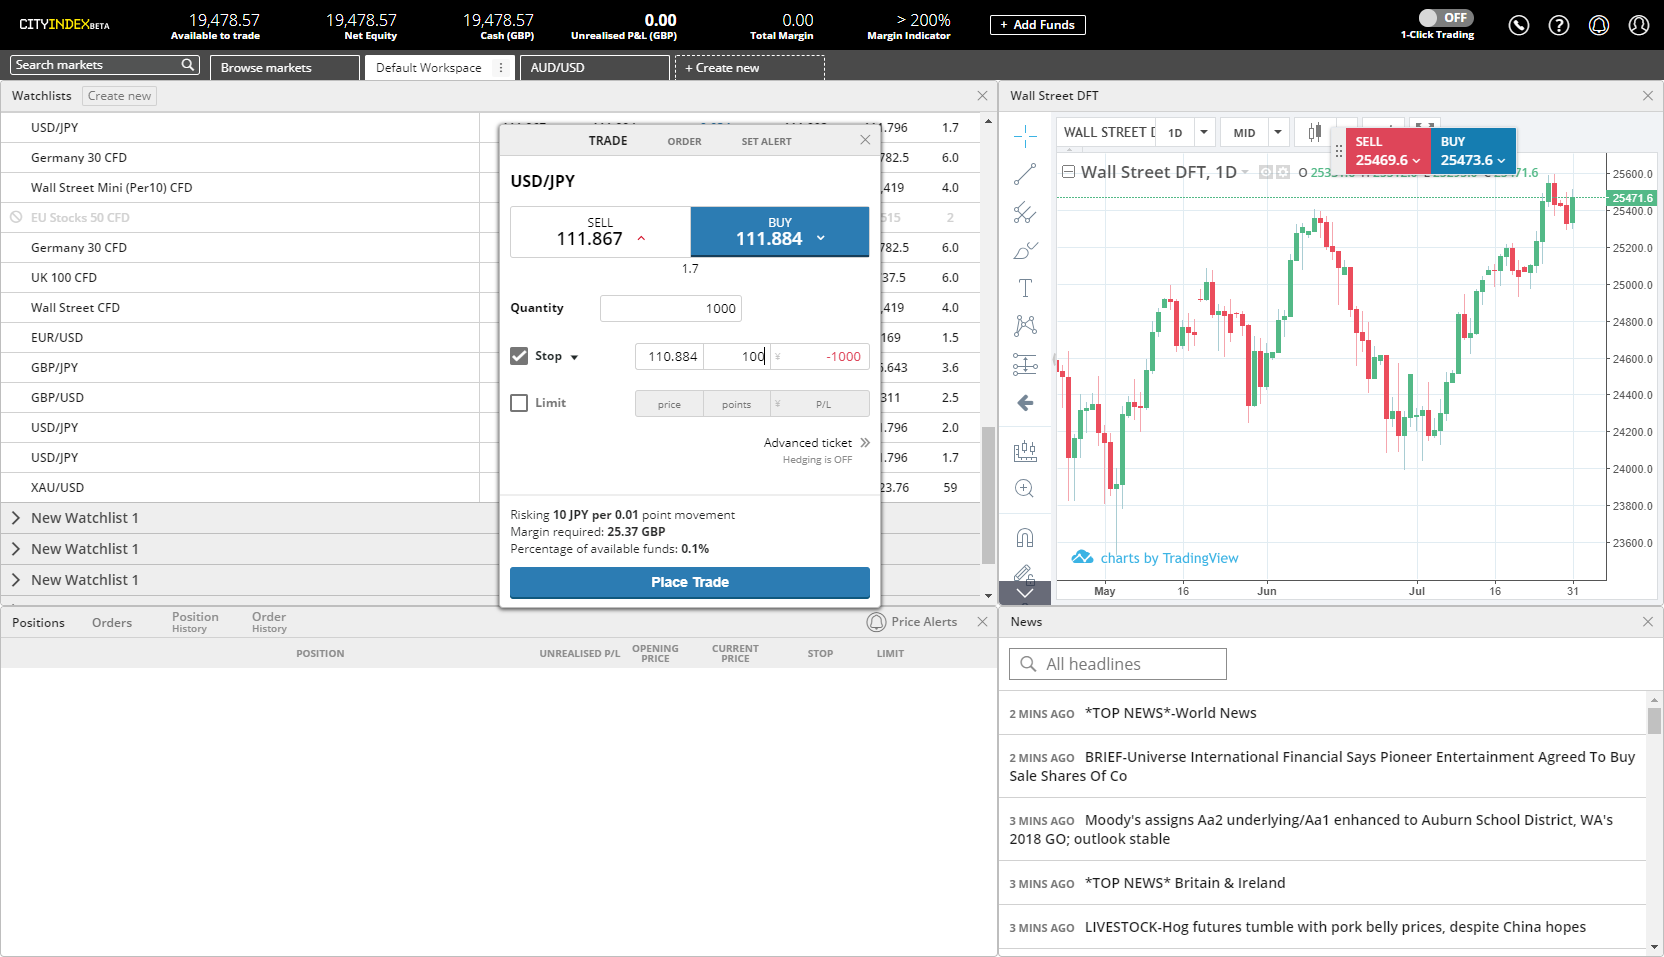 CITYINDEXBETA
19,478.57
Available to trade
19,478.57
Net Equity
19,478.57
Cash (GBP)
0.00
Unrealised P&L (GBP)
0.00
Total Margin
> 200%
Margin Indicator
+ Add Funds
OFF
1-Click Trading
Search markets
Browse markets
Default Workspace
AUD/USD
+ Create new
Watchlists
Create new
USD/JPY
.796 1.7
Germany 30 CFD
782.5 6.0
Wall Street Mini (Per10) CFD
,419 4.0
EU Stocks 50 CFD
515 2
Germany 30 CFD
782.5 6.0
UK 100 CFD
37.5 6.0
Wall Street CFD
,419 4.0
EUR/USD
169 1.5
GBP/JPY
.643 3.6
GBP/USD
311 2.5
USD/JPY
.796 2.0
USD/JPY
.796 1.7
XAU/USD
23.76 59
New Watchlist 1
New Watchlist 1
New Watchlist 1
TRADE
ORDER
SET ALERT
USD/JPY
SELL
111.867
BUY
111.884
1.7
Quantity
1000
Stop
110.884
100
¥
-1000
Limit
price
points
¥
P/L
Advanced ticket
Hedging is OFF
Risking 10 JPY per 0.01 point movement
Margin required: 25.37 GBP
Percentage of available funds: 0.1%
Place Trade
Wall Street DFT
WALL STREET D
1D
MID
SELL
25469.6
BUY
25473.6
Wall Street DFT, 1D
O
25471.6
25600.0
25471.6
25400.0
25200.0
25000.0
24800.0
24600.0
24400.0
24200.0
24000.0
23800.0
23600.0
charts by TradingView
May
16
Jun
Jul
16
31
Positions
Orders
Position
History
Order
History
Price Alerts
POSITION
UNREALISED P/L
OPENING
PRICE
CURRENT
PRICE
STOP
LIMIT
News
All headlines
2 MINS AGO *TOP NEWS*-World News
2 MINS AGO BRIEF-Universe International Financial Says Pioneer Entertainment Agreed To Buy
Sale Shares Of Co
3 MINS AGO Moody's assigns Aa2 underlying/Aa1 enhanced to Auburn School District, WA's
2018 GO; outlook stable
3 MINS AGO *TOP NEWS* Britain & Ireland
3 MINS AGO LIVESTOCK-Hog futures tumble with pork belly prices, despite China hopes